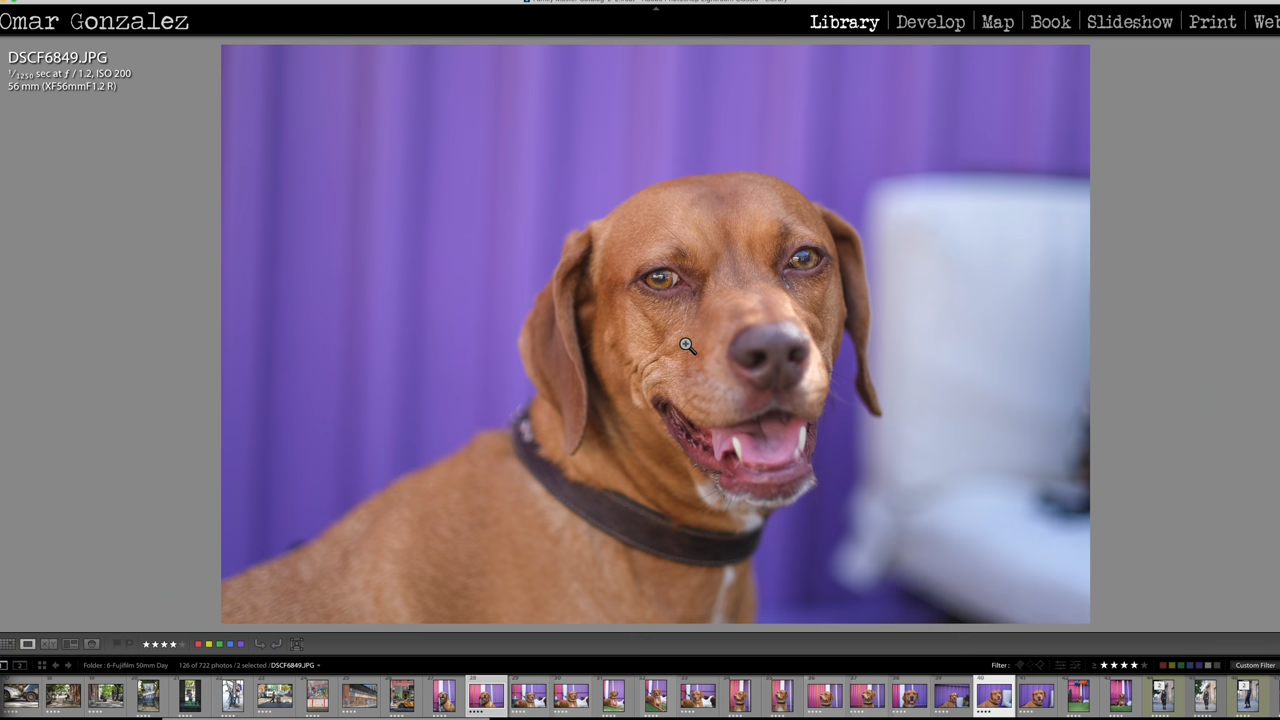 Omar Gonzalez
Library | Develop | Map | Book | Slideshow | Print | Web
DSCF6849.JPG
1/1250 sec at ƒ / 1.2, ISO 200
56 mm (XF56mmF1.2 R)
Folder : 6-Fujifilm 50mm Day
126 of 722 photos / 2 selected / DSCF6849.JPG
Filter :
Custom Filter